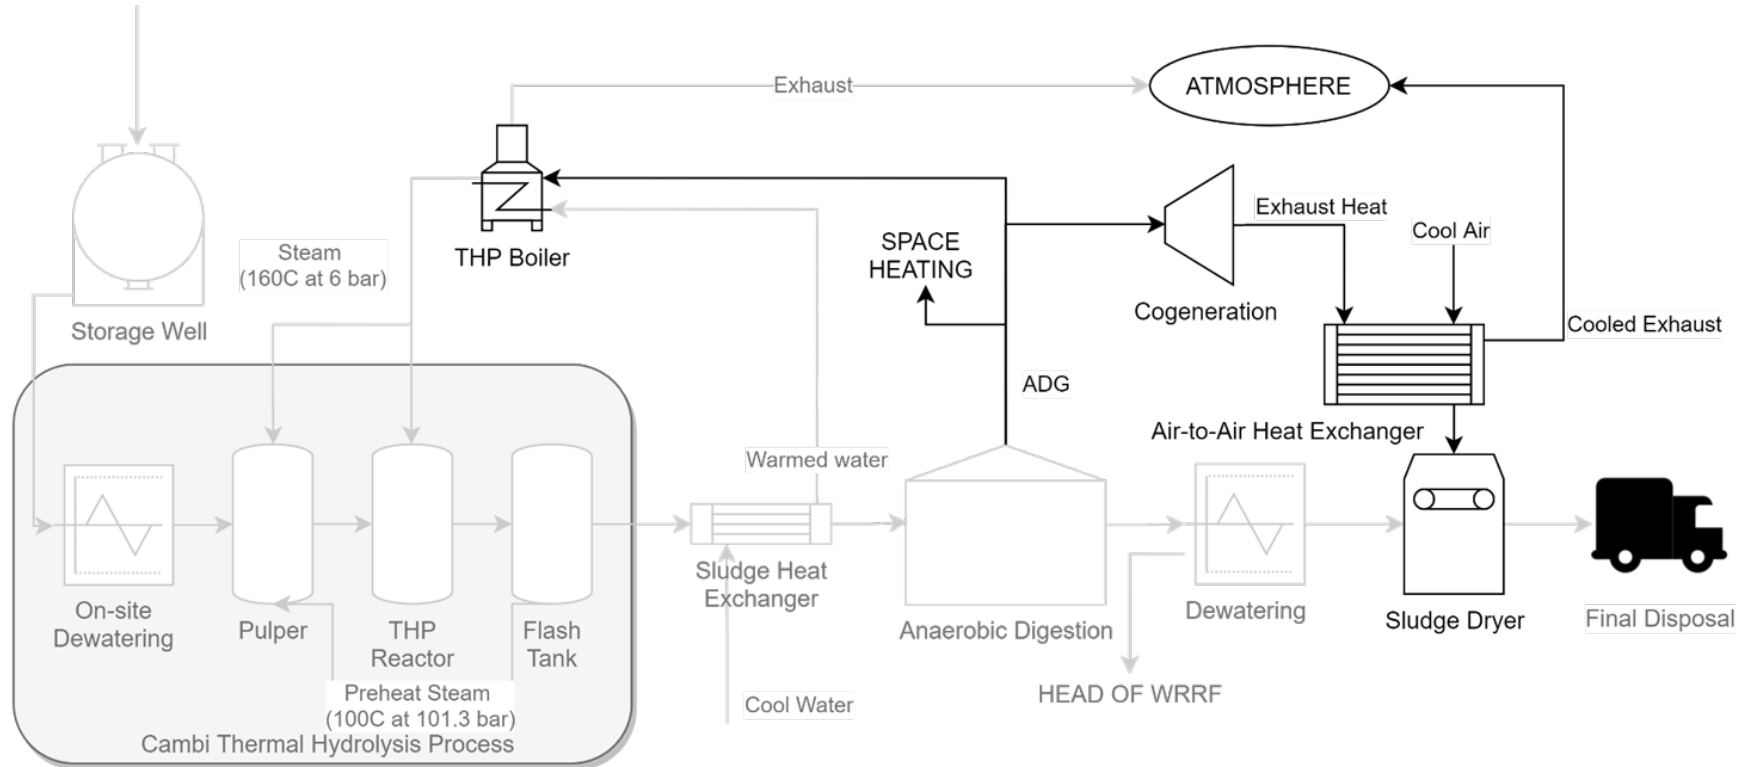 Exhaust
ATMOSPHERE
THP Boiler
Exhaust Heat
Cool Air
SPACE
HEATING
Steam
(160C at 6 bar)
Storage Well
Cogeneration
Cooled Exhaust
ADG
Air-to-Air Heat Exchanger
Warmed water
On-site
Dewatering
Pulper
THP
Reactor
Flash
Tank
Sludge Heat
Exchanger
Anaerobic Digestion
Dewatering
Sludge Dryer
Final Disposal
Preheat Steam
(100C at 101.3 bar)
Cool Water
HEAD OF WRRF
Cambi Thermal Hydrolysis Process